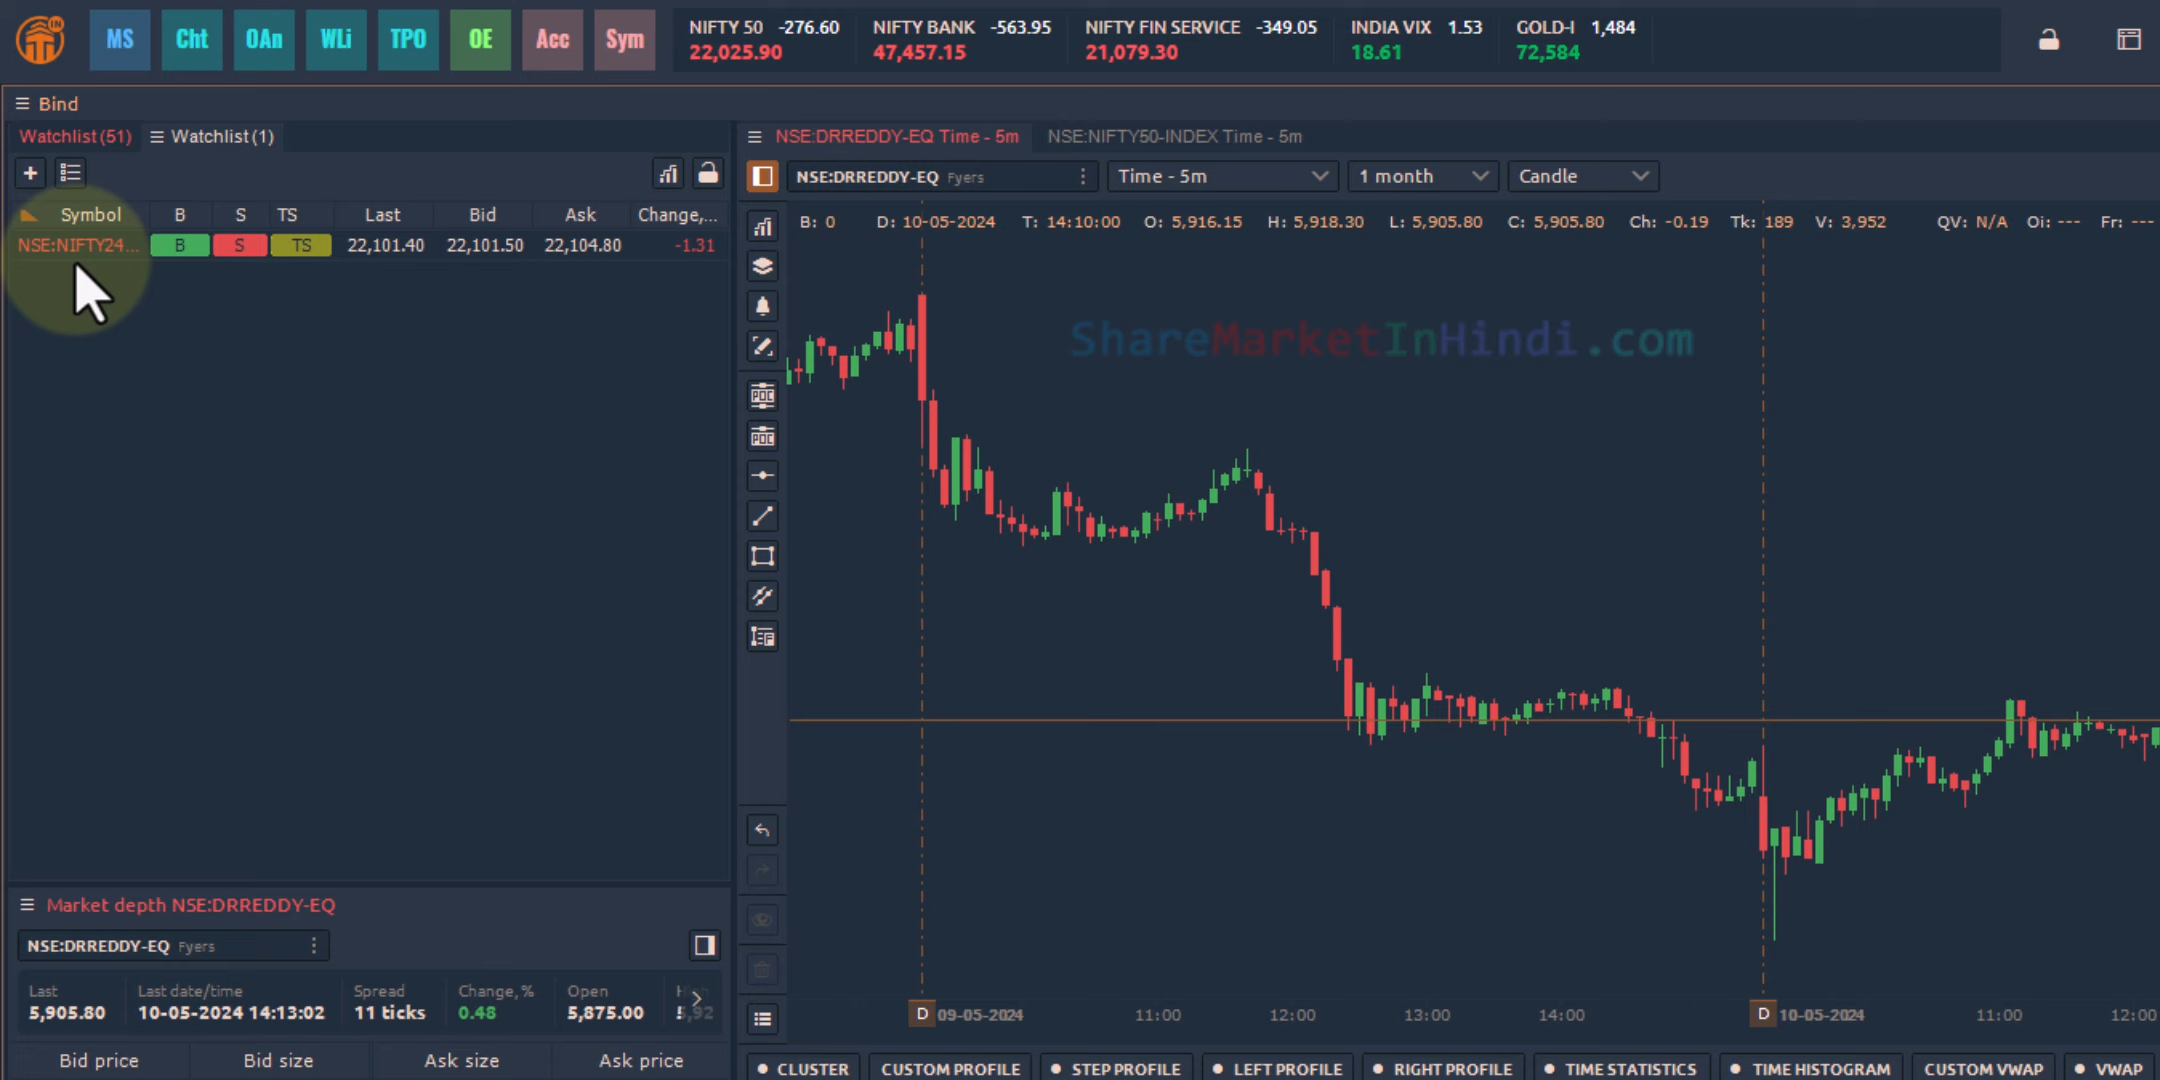 IN
MS Cht OAn WLi TPO OE Acc Sym
NIFTY 50 -276.60 NIFTY BANK -563.95 NIFTY FIN SERVICE -349.05 INDIA VIX 1.53 GOLD-I 1,484
22,025.90 47,457.15 21,079.30 18.61 72,584
Bind
Watchlist(51) Watchlist(1)
NSE:DRREDDY-EQ Time - 5m NSE:NIFTY50-INDEX Time - 5m
NSE:DRREDDY-EQ Fyers Time - 5m 1 month Candle
Symbol B S TS Last Bid Ask Change,...
NSE:NIFTY24... B S TS 22,101.40 22,101.50 22,104.80 -1.31
B: 0 D: 10-05-2024 T: 14:10:00 O: 5,916.15 H: 5,918.30 L: 5,905.80 C: 5,905.80 Ch: -0.19 Tk: 189 V: 3,952 QV: N/A Oi: --- Fr: ---
ShareMarketInHindi.com
POC
POC
Market depth NSE:DRREDDY-EQ
NSE:DRREDDY-EQ Fyers
Last Last date/time Spread Change,% Open
5,905.80 10-05-2024 14:13:02 11 ticks 0.48 5,875.00
Bid price Bid size Ask size Ask price
D 09-05-2024 11:00 12:00 13:00 14:00 D 10-05-2024 11:00 12:00
CLUSTER CUSTOM PROFILE STEP PROFILE LEFT PROFILE RIGHT PROFILE TIME STATISTICS TIME HISTOGRAM CUSTOM VWAP VWAP